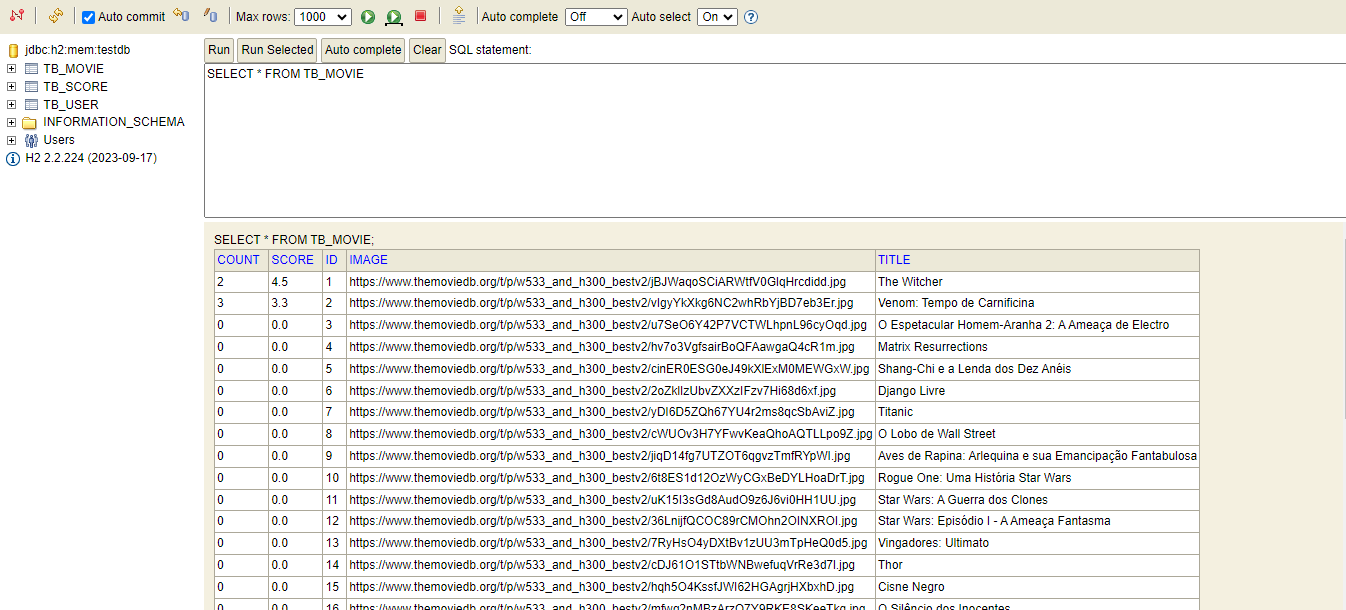 Auto commit Max rows: 1000 Auto complete Off Auto select On
jdbc:h2:mem:testdb
TB_MOVIE
TB_SCORE
TB_USER
INFORMATION_SCHEMA
Users
H2 2.2.224 (2023-09-17)
Run Run Selected Auto complete Clear SQL statement:
SELECT * FROM TB_MOVIE
SELECT * FROM TB_MOVIE;
COUNT SCORE ID IMAGE TITLE
2 4.5 1 https://www.themoviedb.org/t/p/w533_and_h300_bestv2/jBJWaqoSCiARWtfV0GlqHrcdidd.jpg The Witcher
3 3.3 2 https://www.themoviedb.org/t/p/w533_and_h300_bestv2/vIgyYkXkg6NC2whRbYjBD7eb3Er.jpg Venom: Tempo de Carnificina
0 0.0 3 https://www.themoviedb.org/t/p/w533_and_h300_bestv2/u7SeO6Y42P7VCTWLhpnL96cyOqd.jpg O Espetacular Homem-Aranha 2: A Ameaça de Electro
0 0.0 4 https://www.themoviedb.org/t/p/w533_and_h300_bestv2/hv7o3VgfsairBoQFAawgaQ4cR1m.jpg Matrix Resurrections
0 0.0 5 https://www.themoviedb.org/t/p/w533_and_h300_bestv2/cinER0ESG0eJ49kXlExM0MEWGxW.jpg Shang-Chi e a Lenda dos Dez Anéis
0 0.0 6 https://www.themoviedb.org/t/p/w533_and_h300_bestv2/2oZklIzUbvZXXzIFzv7Hi68d6xf.jpg Django Livre
0 0.0 7 https://www.themoviedb.org/t/p/w533_and_h300_bestv2/yDI6D5ZQh67YU4r2ms8qcSbAviZ.jpg Titanic
0 0.0 8 https://www.themoviedb.org/t/p/w533_and_h300_bestv2/cWUOv3H7YFwvKeaQhoAQTLLpo9Z.jpg O Lobo de Wall Street
0 0.0 9 https://www.themoviedb.org/t/p/w533_and_h300_bestv2/jiqD14fg7UTZOT6qgvzTmfRYpWI.jpg Aves de Rapina: Arlequina e sua Emancipação Fantabulosa
0 0.0 10 https://www.themoviedb.org/t/p/w533_and_h300_bestv2/6t8ES1d12OzWyCGxBeDYLHoaDrT.jpg Rogue One: Uma História Star Wars
0 0.0 11 https://www.themoviedb.org/t/p/w533_and_h300_bestv2/uK15I3sGd8AudO9z6J6vi0HH1UU.jpg Star Wars: A Guerra dos Clones
0 0.0 12 https://www.themoviedb.org/t/p/w533_and_h300_bestv2/36LnijfQCOC89rCMOhn2OINXROI.jpg Star Wars: Episódio I - A Ameaça Fantasma
0 0.0 13 https://www.themoviedb.org/t/p/w533_and_h300_bestv2/7RyHsO4yDXtBv1zUU3mTpHeQ0d5.jpg Vingadores: Ultimato
0 0.0 14 https://www.themoviedb.org/t/p/w533_and_h300_bestv2/cDJ61O1STtbWNBwefuqVrRe3d7l.jpg Thor
0 0.0 15 https://www.themoviedb.org/t/p/w533_and_h300_bestv2/hqh5O4KssfJWI62HGAgrjHXbxhD.jpg Cisne Negro
0 0.0 16 O Silêncio dos Inocentes